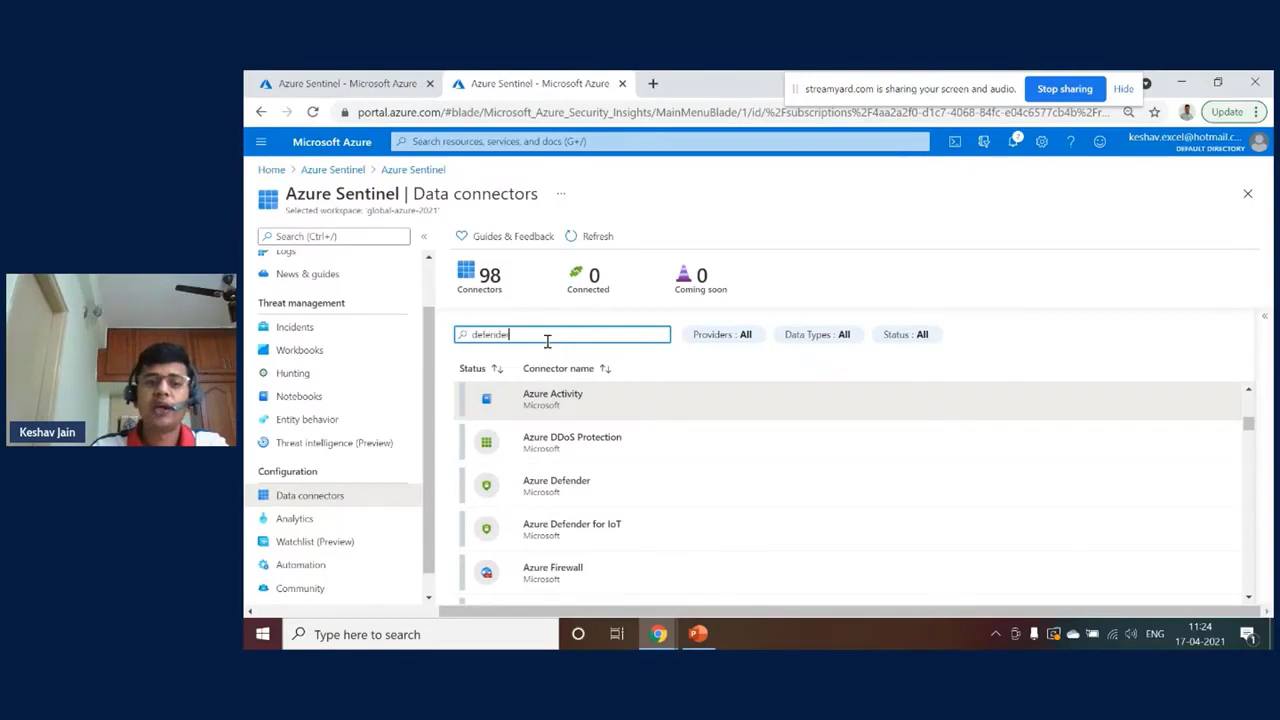 Azure Sentinel - Microsoft Azure
Azure Sentinel - Microsoft Azure
streamyard.com is sharing your screen and audio.
Stop sharing
Hide
portal.azure.com/#blade/Microsoft_Azure_Security_Insights/MainMenuBlade/1/id/%2Fsubscriptions%2F4aa2a2f0-d1c7-4068-84fc-e04c6577cb4b%2Fr...
Update
Microsoft Azure
Search resources, services, and docs (G+/)
2
keshav.excel@hotmail.c...
DEFAULT DIRECTORY
Home > Azure Sentinel > Azure Sentinel
Azure Sentinel | Data connectors
Selected workspace: 'global-azure-2021'
Search (Ctrl+/)
Logs
News & guides
Threat management
Incidents
Workbooks
Hunting
Notebooks
Entity behavior
Threat intelligence (Preview)
Configuration
Data connectors
Analytics
Watchlist (Preview)
Automation
Community
Guides & Feedback
Refresh
98
Connectors
0
Connected
0
Coming soon
defender
Providers : All
Data Types : All
Status : All
Status
Connector name
Azure Activity
Microsoft
Azure DDoS Protection
Microsoft
Azure Defender
Microsoft
Azure Defender for IoT
Microsoft
Azure Firewall
Microsoft
Keshav Jain
Type here to search
ENG
11:24
17-04-2021
1